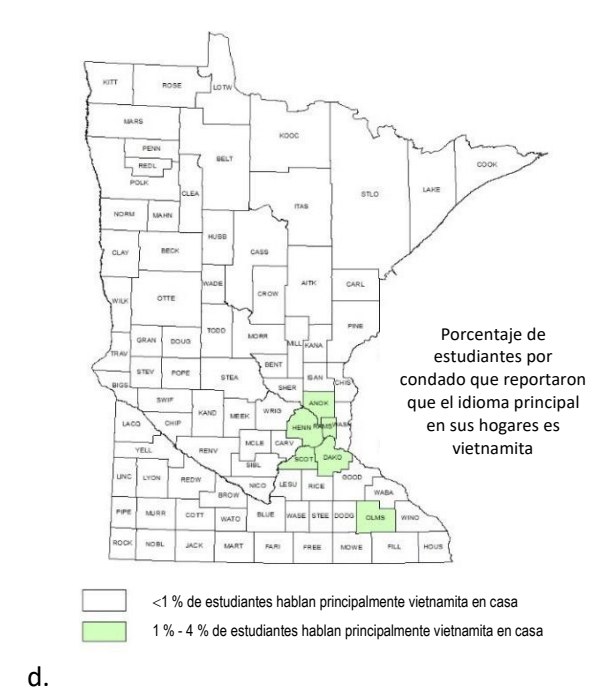 KITT ROSE LOTW
MARS KOOC
PENN BELT COOK
REDL
POLK CLEA STLO LAKE
ITAS
NORM MAHN
HUBB
CLAY BECK CASS
WADE AITK CARL
CROW
WILK OTTE
TODD PINE
MORR MILL KANA
GRAN DOUG
TRAV BENT
STEV POPE STEA ISAN CHIS
BIGS SHER
SWIF ANOK
KAND MEEK WRIG
LACQ CHIP HENN RAMS WASH
MCLE CARV
YELL RENV SCOT DAKO
SIBL
LINC LYON REDW NICO LESU RICE GOOD
BROW WABA
PIPE MURR COTT WATO BLUE WASE STEE DODG OLMS WINO
ROCK NOBL JACK MART FARI FREE MOWE FILL HOUS
Porcentaje de
estudiantes por
condado que reportaron
que el idioma principal
en sus hogares es
vietnamita
<1 % de estudiantes hablan principalmente vietnamita en casa
1 % - 4 % de estudiantes hablan principalmente vietnamita en casa
d.